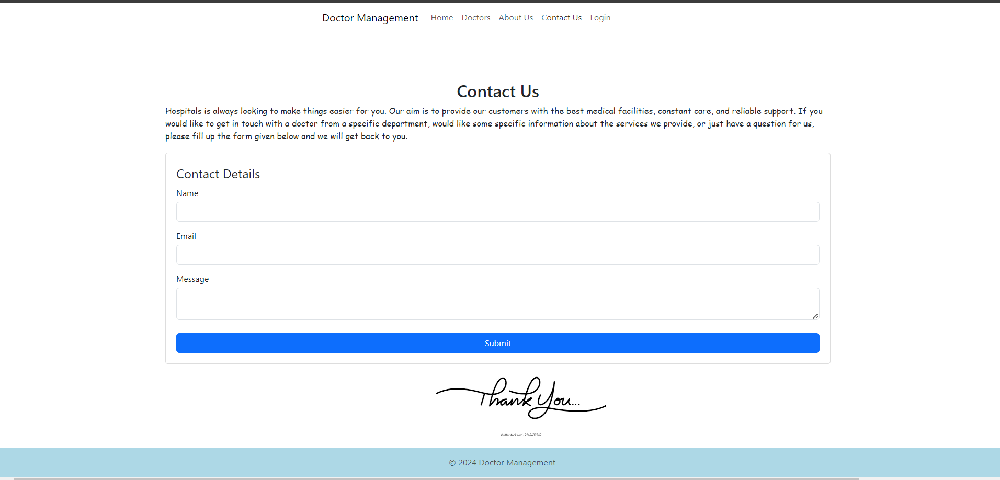 Doctor Management Home Doctors About Us Contact Us Login
Contact Us
Hospitals is always looking to make things easier for you. Our aim is to provide our customers with the best medical facilities, constant care, and reliable support. If you
would like to get in touch with a doctor from a specific department, would like some specific information about the services we provide, or just have a question for us,
please fill up the form given below and we will get back to you.
Contact Details
Name
Email
Message
Submit
Thank You...
shutterstock.com · 2267689749
© 2024 Doctor Management